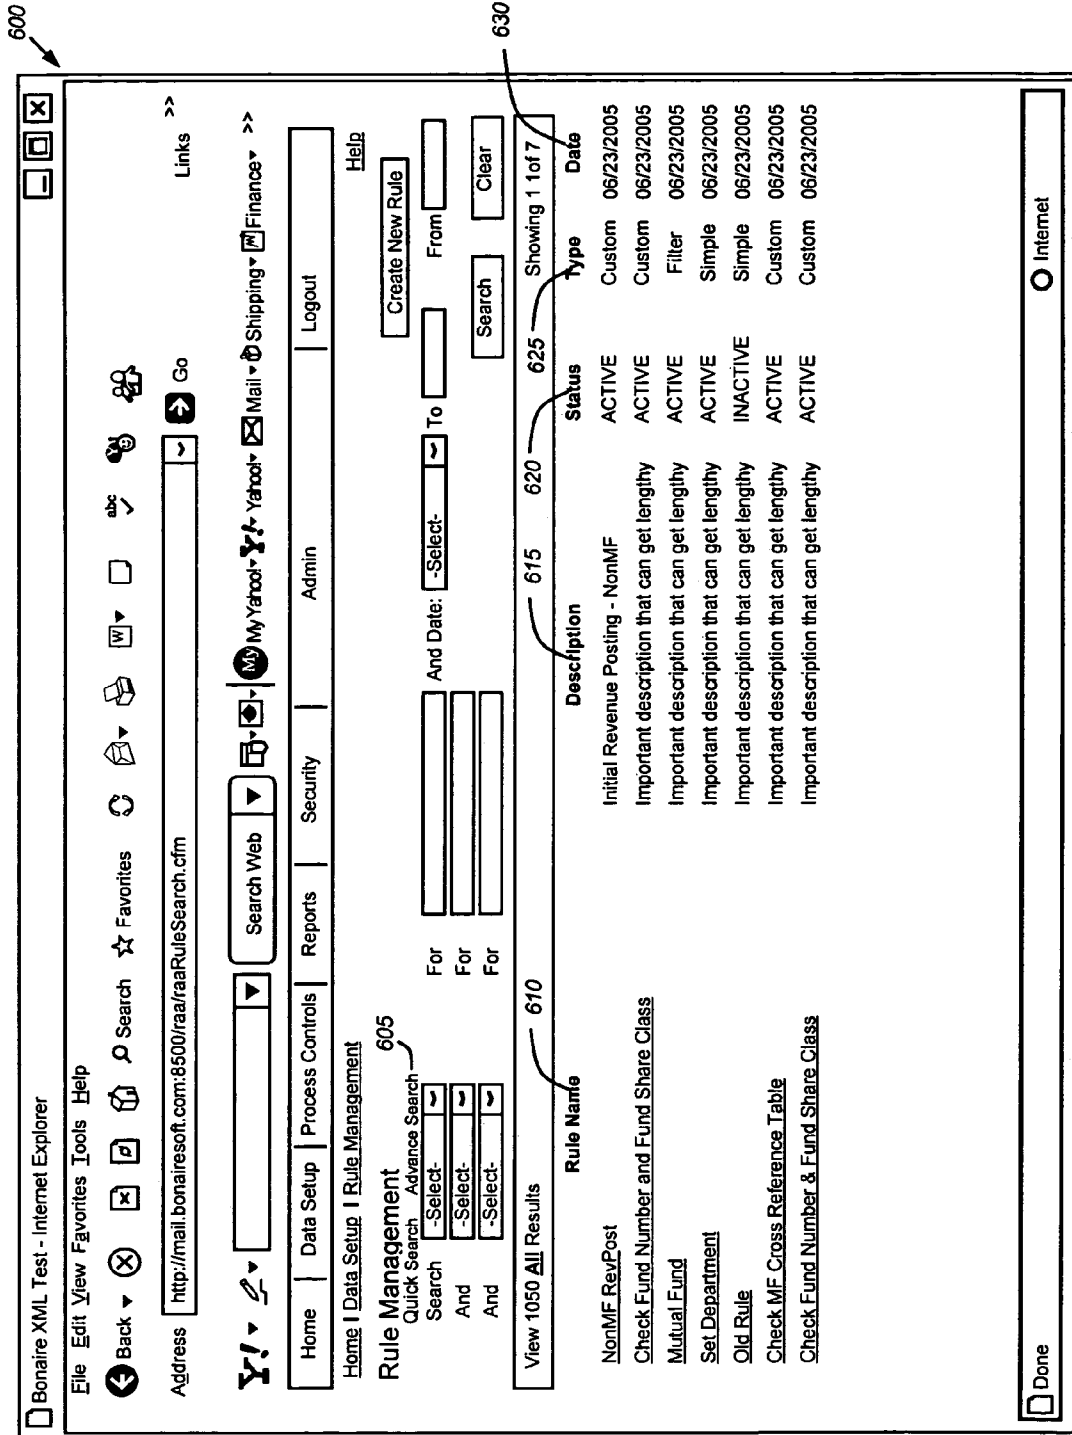 600
Bonaire XML Test - Internet Explorer
File Edit View Favorites Tools Help
Back Search Favorites W abc
Address http://mail.bonairesoft.com:8500/raa/raaRuleSearch.cfm Go Links >>
Y! Search Web My My Yahoo! Y! Yahoo! Mail Shipping Finance >>
Home | Data Setup | Process Controls | Reports | Security | Admin | Logout
Home | Data Setup | Rule Management Help
Rule Management
Create New Rule
Quick Search Advance Search 605
Search -Select- For And Date: -Select- To From
And -Select- For
And -Select- For Search Clear
View 1050 All Results Showing 1 1of 7
610 615 620 625 630
Rule Name Description Status Type Date
NonMF RevPost Initial Revenue Posting - NonMF ACTIVE Custom 06/23/2005
Check Fund Number and Fund Share Class Important description that can get lengthy ACTIVE Custom 06/23/2005
Mutual Fund Important description that can get lengthy ACTIVE Filter 06/23/2005
Set Department Important description that can get lengthy ACTIVE Simple 06/23/2005
Old Rule Important description that can get lengthy INACTIVE Simple 06/23/2005
Check MF Cross Reference Table Important description that can get lengthy ACTIVE Custom 06/23/2005
Check Fund Number & Fund Share Class Important description that can get lengthy ACTIVE Custom 06/23/2005
Done Internet